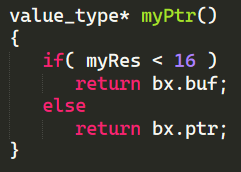 value_type* myPtr()
{
    if( myRes < 16 )
        return bx.buf;
    else
        return bx.ptr;
}